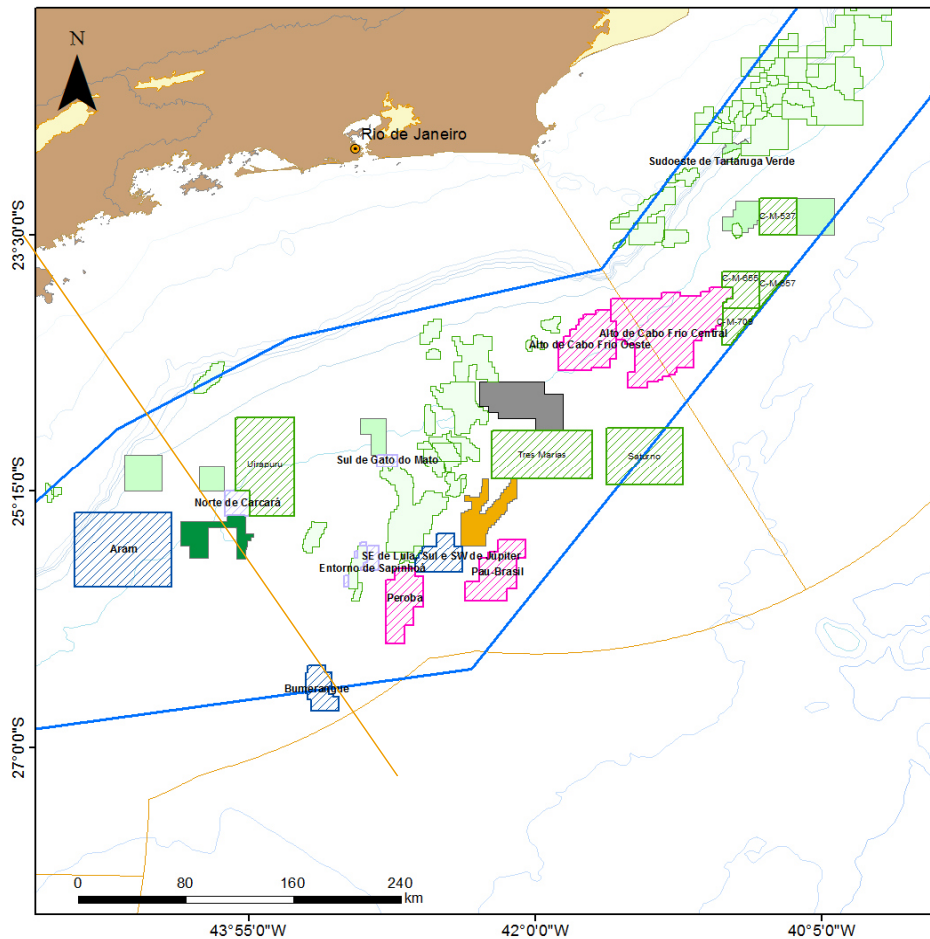 N
Rio de Janeiro
Sudoeste de Tartaruga Verde
C-M-537
23°30'0"S
C-M-655
C-M-657
C-M-709
Alto de Cabo Frio Central
Alto de Cabo Frio Oeste
Tres Marias
Saturno
Sul de Gato do Mato
Uirapuru
25°15'0"S
Norte de Carcará
Aram
SE de Lula, Sul e SW de Júpiter
Entorno de Sapinhoá
Pau-Brasil
Peroba
Bumerangue
27°0'0"S
0 80 160 240
km
43°55'0"W 42°0'0"W 40°5'0"W